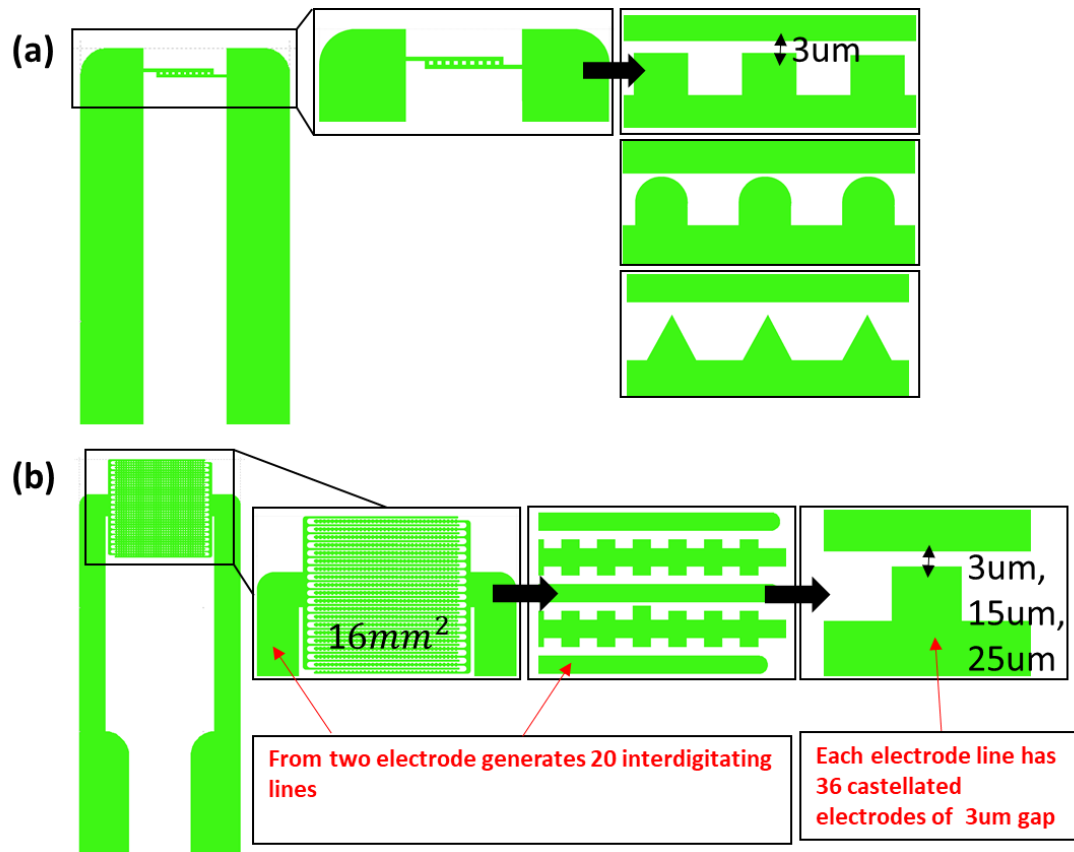 (a)
3um
(b)
16mm²
3um,
15um,
25um
From two electrode generates 20 interdigitating
lines
Each electrode line has
36 castellated
electrodes of 3um gap